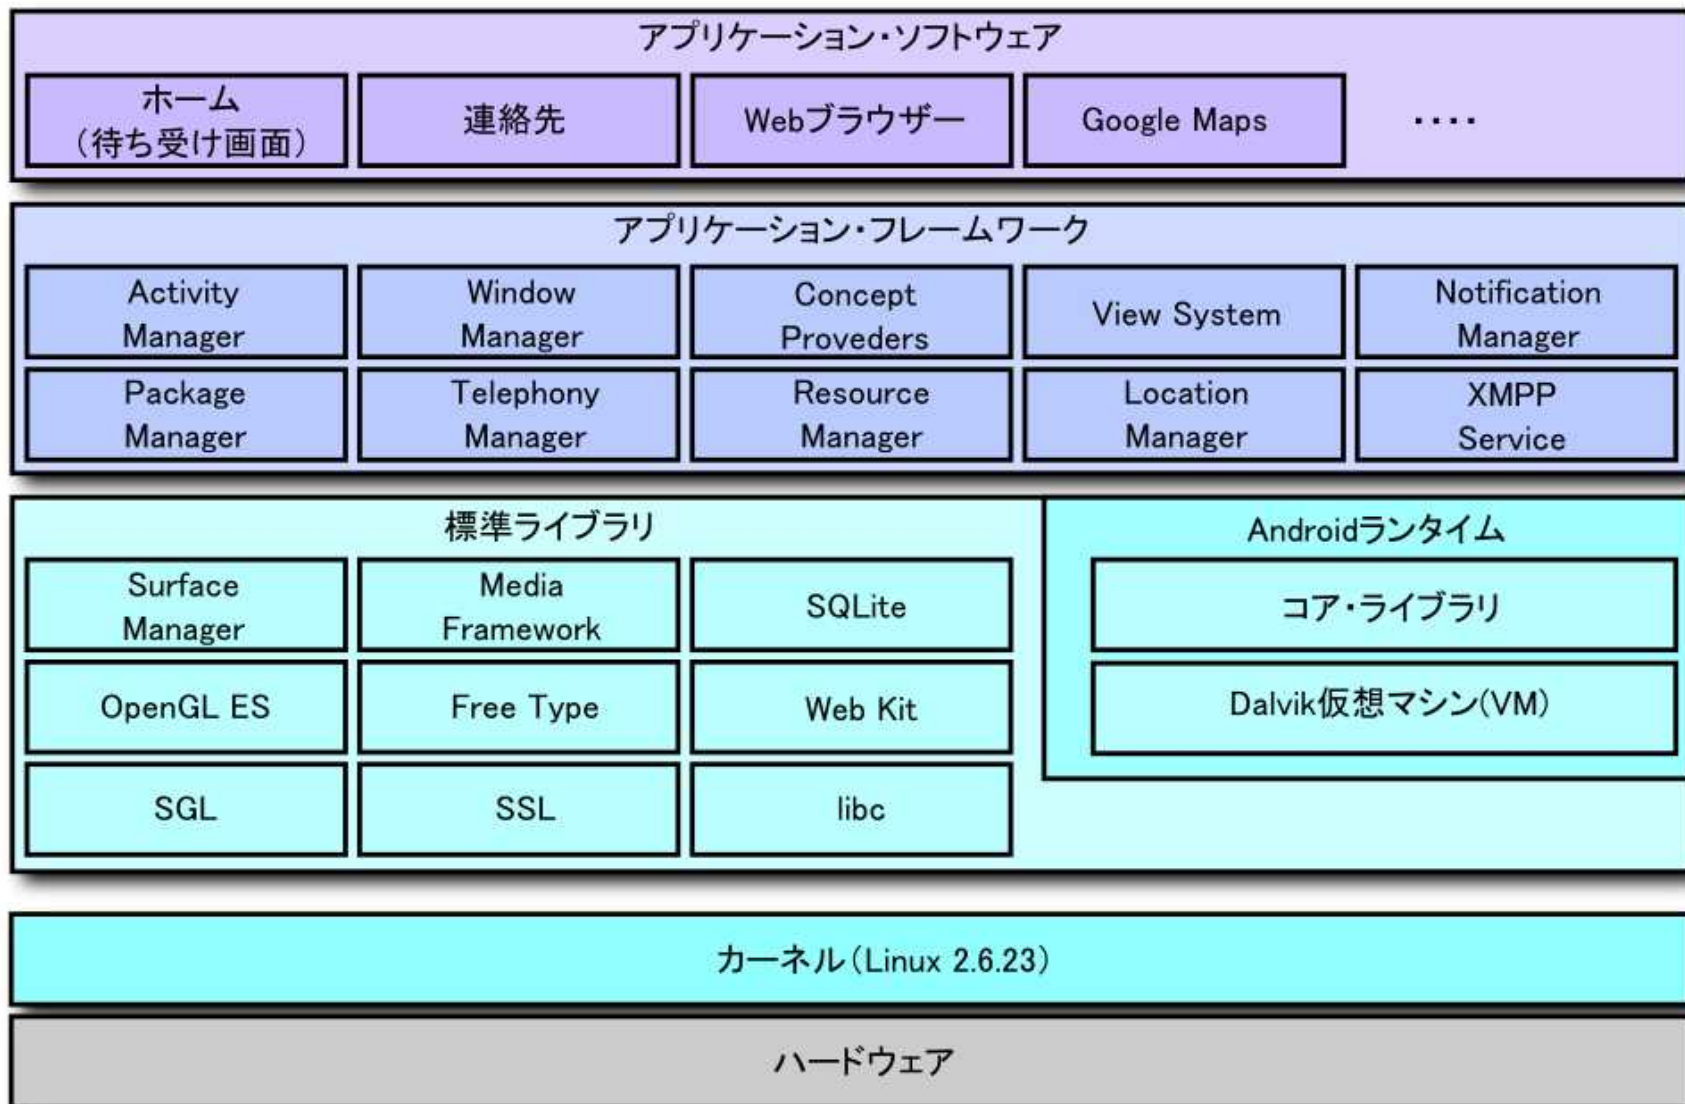 アプリケーション・ソフトウェア
ホーム
(待ち受け画面)
連絡先
Webブラウザー
Google Maps
‥‥
アプリケーション・フレームワーク
Activity
Manager
Window
Manager
Concept
Proveders
View System
Notification
Manager
Package
Manager
Telephony
Manager
Resource
Manager
Location
Manager
XMPP
Service
標準ライブラリ
Surface
Manager
Media
Framework
SQLite
OpenGL ES
Free Type
Web Kit
SGL
SSL
libc
Androidランタイム
コア・ライブラリ
Dalvik仮想マシン(VM)
カーネル(Linux 2.6.23)
ハードウェア